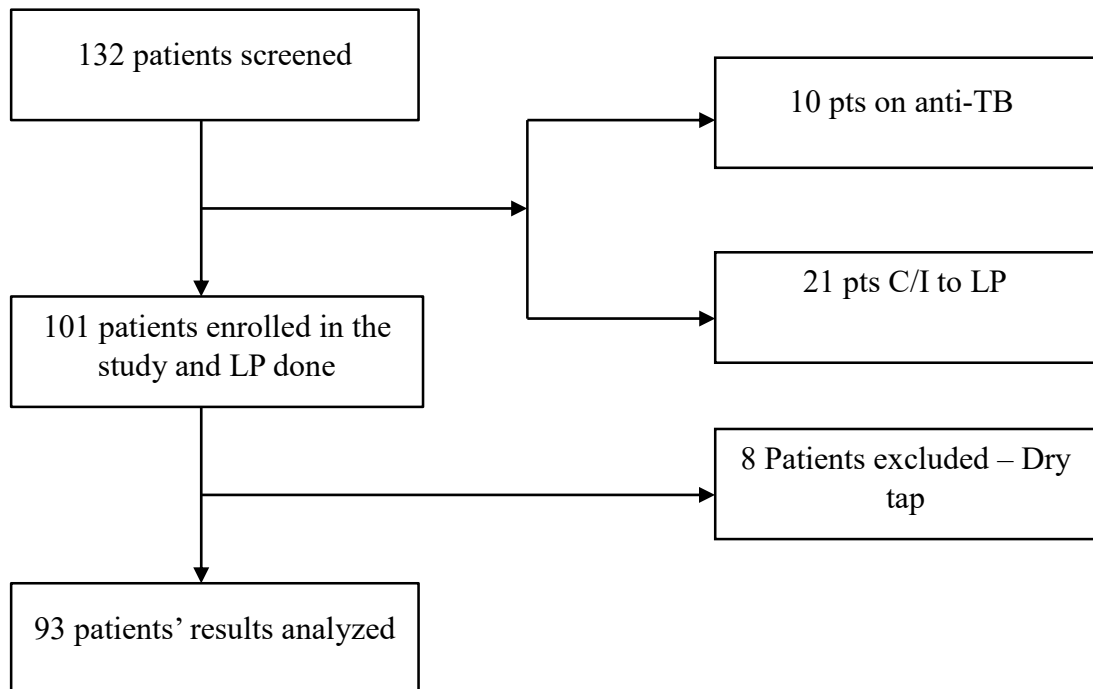 132 patients screened
10 pts on anti-TB
21 pts C/I to LP
101 patients enrolled in the
study and LP done
8 Patients excluded – Dry
tap
93 patients’ results analyzed